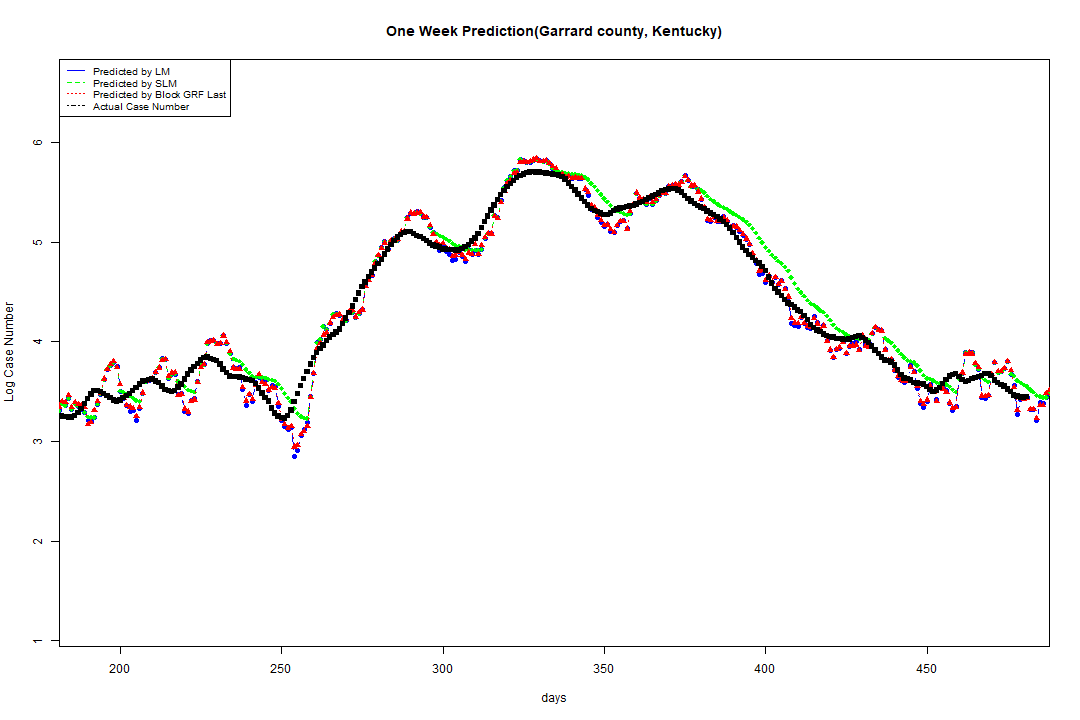 One Week Prediction(Garrard county, Kentucky)
Predicted by LM
Predicted by SLM
Predicted by Block GRF Last
Actual Case Number
6
5
4
3
2
1
Log Case Number
200 250 300 350 400 450
days